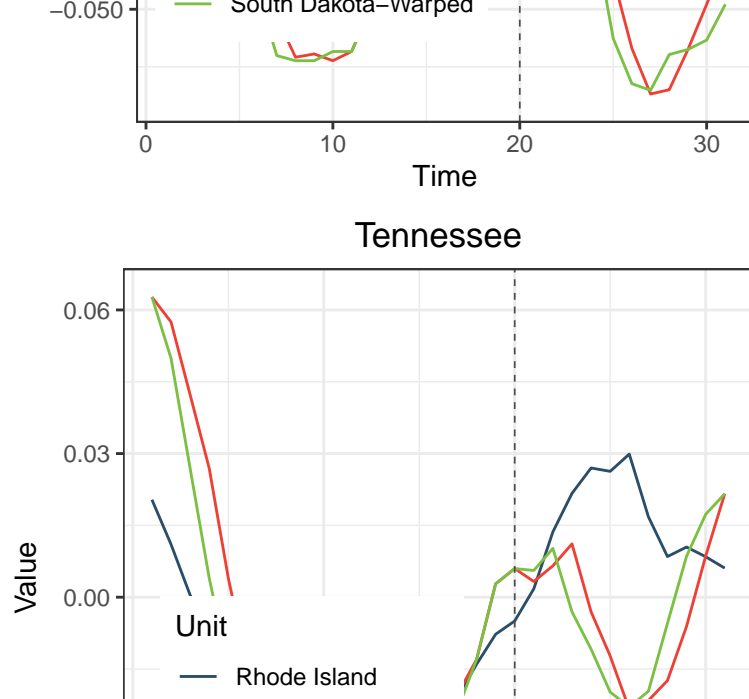 South Dakota−Warped
−0.050
0
10
20
30
Time
Tennessee
0.06
0.03
0.00
Value
Unit
Rhode Island